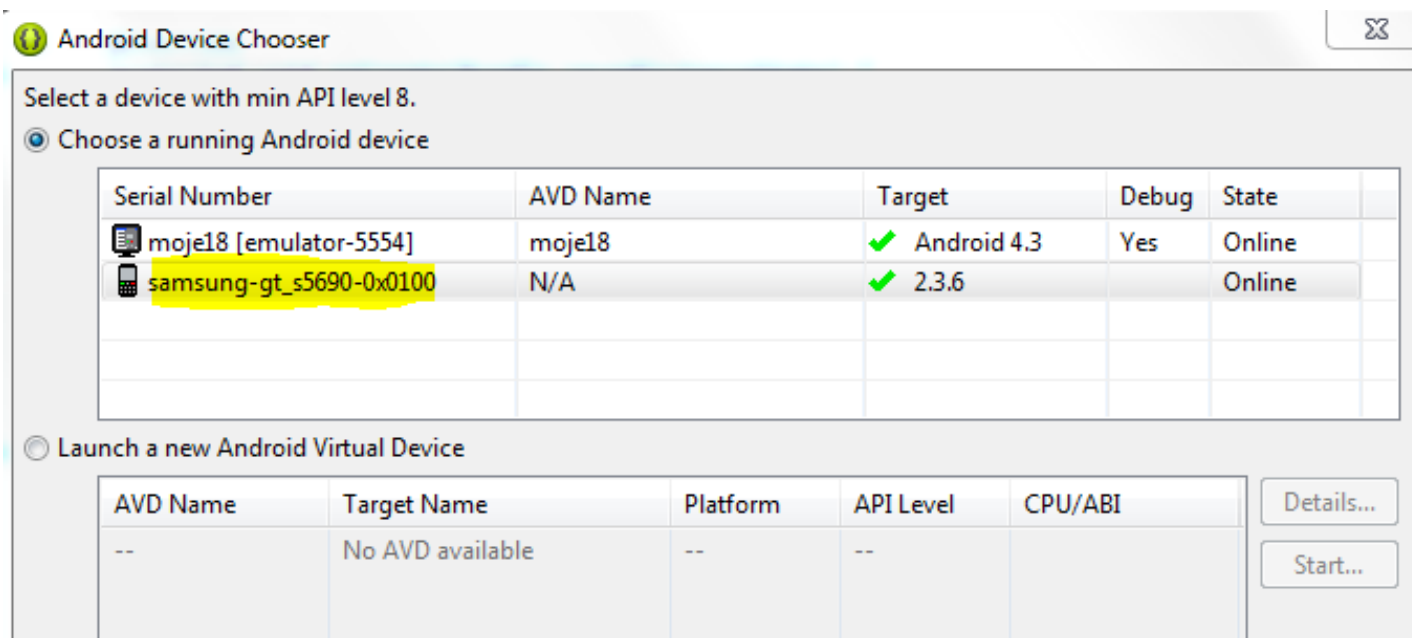 Android Device Chooser
Select a device with min API level 8.
Choose a running Android device
Serial Number AVD Name Target Debug State
moje18 [emulator-5554] moje18 Android 4.3 Yes Online
samsung-gt_s5690-0x0100 N/A 2.3.6 Online
Launch a new Android Virtual Device
AVD Name Target Name Platform API Level CPU/ABI Details...
-- No AVD available -- --
Start...